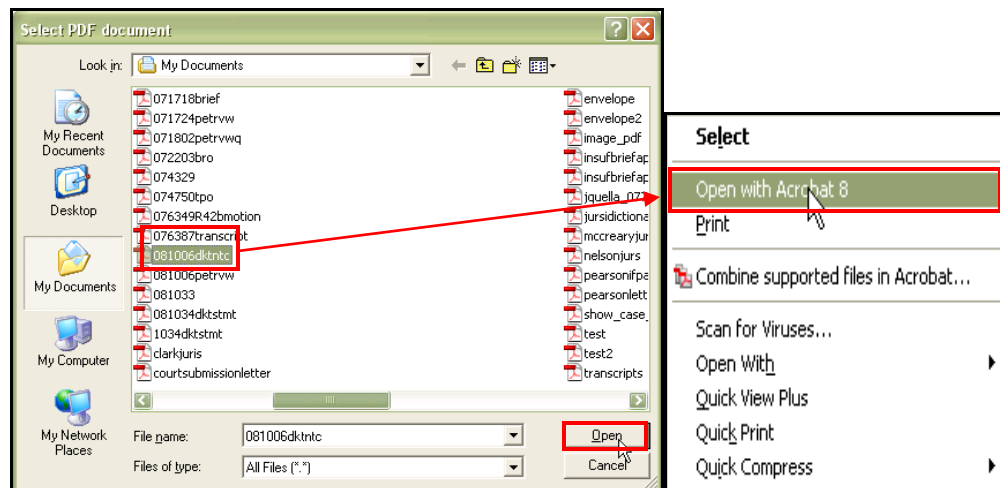 Select PDF document
Look in: My Documents
My Recent Documents
Desktop
My Documents
My Computer
My Network Places
071718brief
071724petrvw
071802petrvwq
072203bro
074329
074750tpo
076349R42bmotion
076387transcript
081006dktntc
081006petrvw
081033
081034dktstmt
1034dktstmt
clarkjuris
courtsubmissionletter
envelope
envelope2
image_pdf
insufbriefap
insufbriefap
jquella_077
jursidictiona
mccrearyjur
nelsonjurs
pearsonifpa
pearsonlett
show_case_
test
test2
transcripts
File name: 081006dktntc
Open
Files of type: All Files (*.*)
Cancel
Select
Open with Acrobat 8
Print
Combine supported files in Acrobat...
Scan for Viruses...
Open With
Quick View Plus
Quick Print
Quick Compress